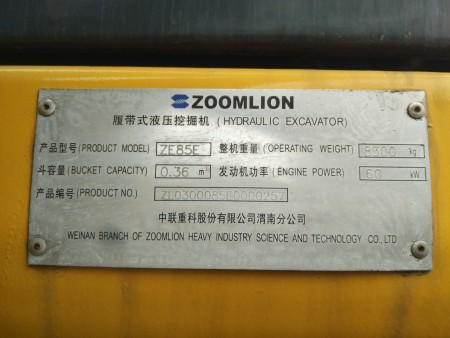 ZOOMLION
履带式液压挖掘机 (HYDRAULIC EXCAVATOR)
产品型号(PRODUCT MODEL) ZE85E 整机重量(OPERATING WEIGHT) 8300 kg
斗容量(BUCKET CAPACITY) 0.36 m³ 发动机功率(ENGINE POWER) 60 kW
产品编号(PRODUCT NO.)
中联重科股份有限公司渭南分公司
WEINAN BRANCH OF ZOOMLION HEAVY INDUSTRY SCIENCE AND TECHNOLOGY CO.,LTD